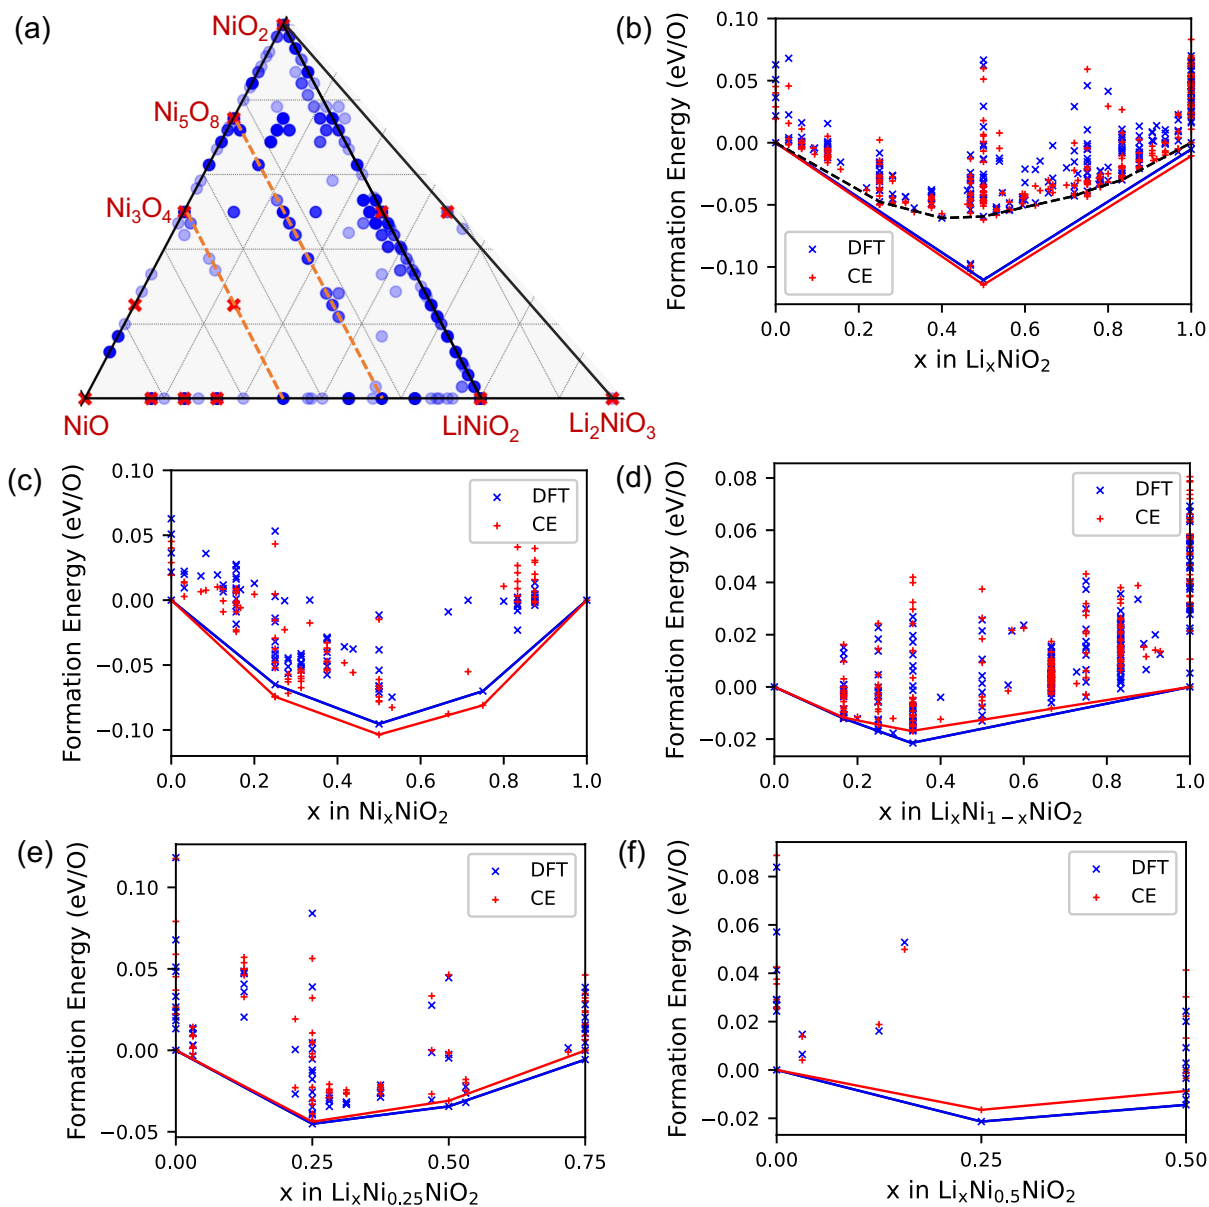 (a)
NiO₂
Ni₅O₈
Ni₃O₄
NiO
LiNiO₂
Li₂NiO₃
(b)
Formation Energy (eV/O)
0.10
0.05
0.00
−0.05
−0.10
DFT
CE
0.0 0.2 0.4 0.6 0.8 1.0
x in LiₓNiO₂
(c)
Formation Energy (eV/O)
0.10
0.05
0.00
−0.05
−0.10
DFT
CE
0.0 0.2 0.4 0.6 0.8 1.0
x in NiₓNiO₂
(d)
Formation Energy (eV/O)
0.08
0.06
0.04
0.02
0.00
−0.02
DFT
CE
0.0 0.2 0.4 0.6 0.8 1.0
x in LiₓNi₁₋ₓNiO₂
(e)
Formation Energy (eV/O)
0.10
0.05
0.00
−0.05
DFT
CE
0.00 0.25 0.50 0.75
x in LiₓNi₀.₂₅NiO₂
(f)
Formation Energy (eV/O)
0.08
0.06
0.04
0.02
0.00
−0.02
DFT
CE
0.00 0.25 0.50
x in LiₓNi₀.₅NiO₂